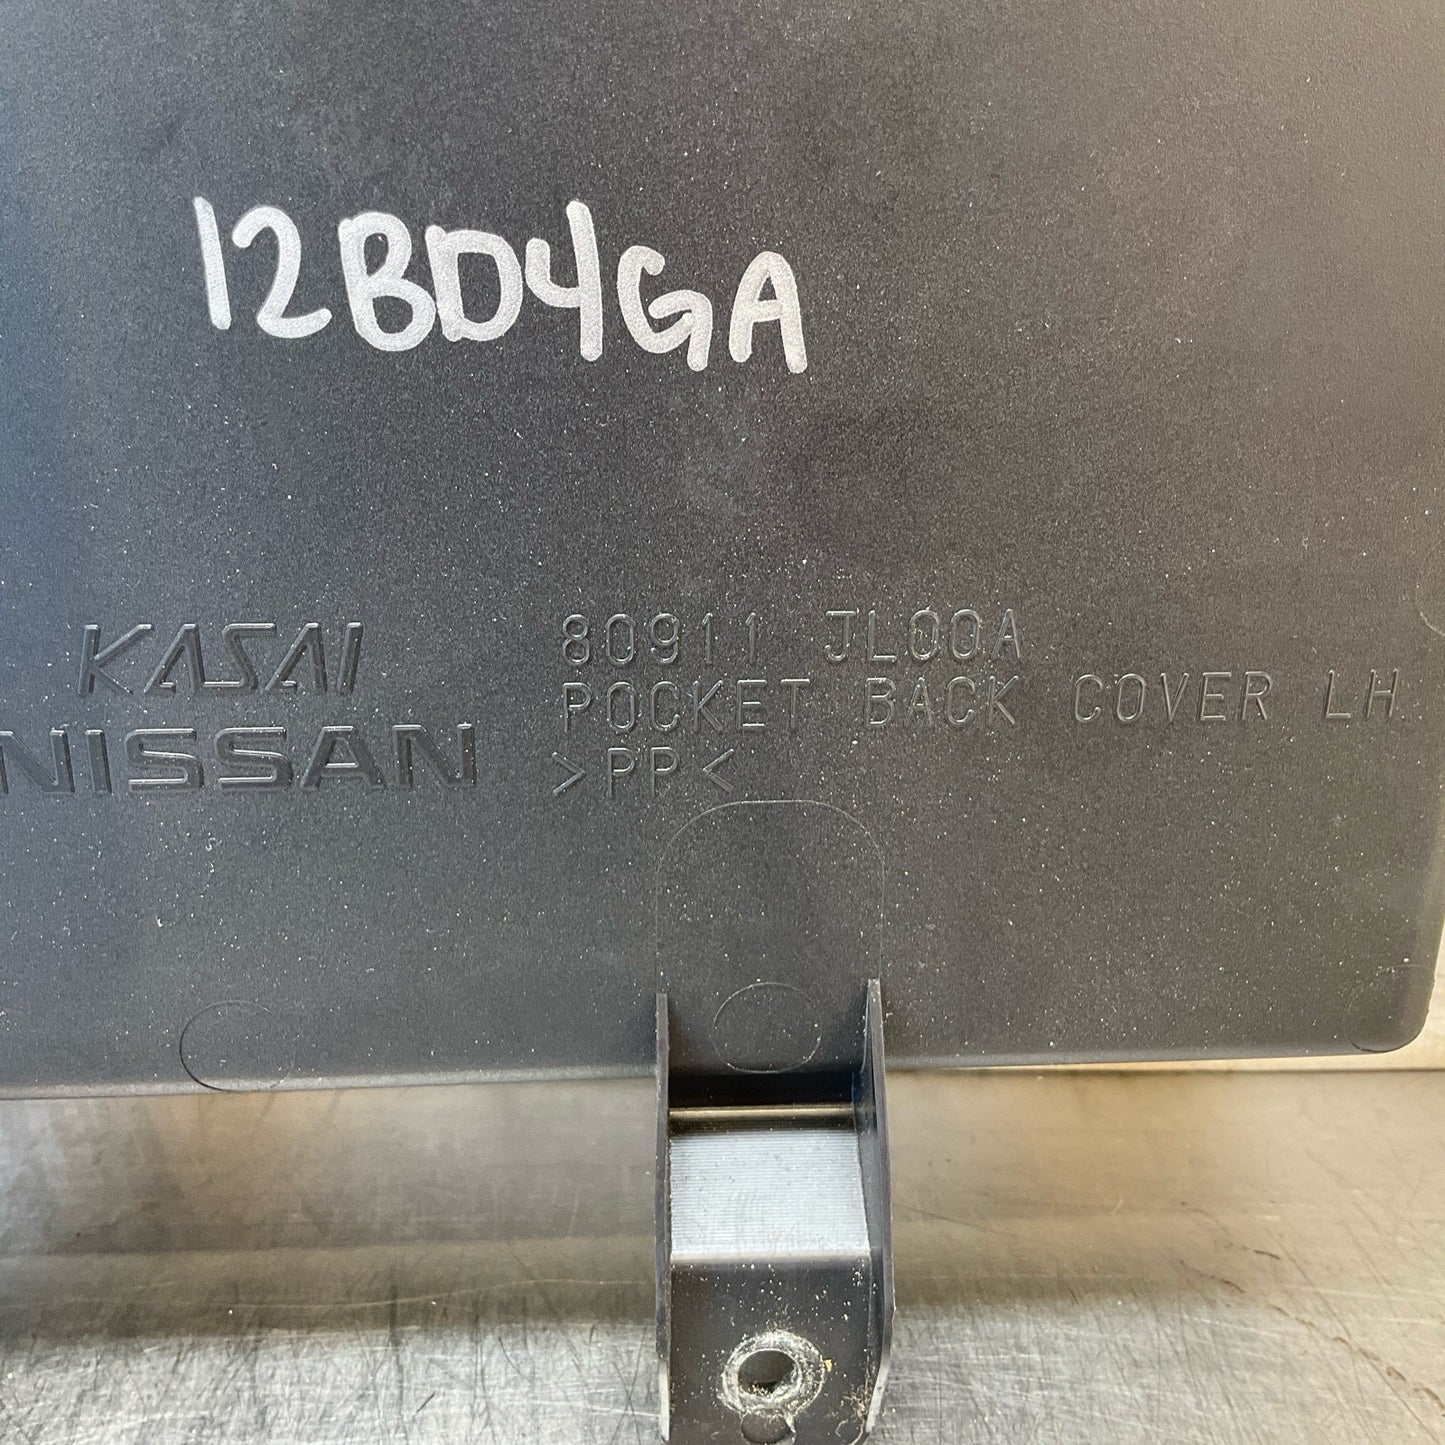 12BD4GA
KASAI
NISSAN
80911 JL00A
POCKET BACK COVER LH
>PP<